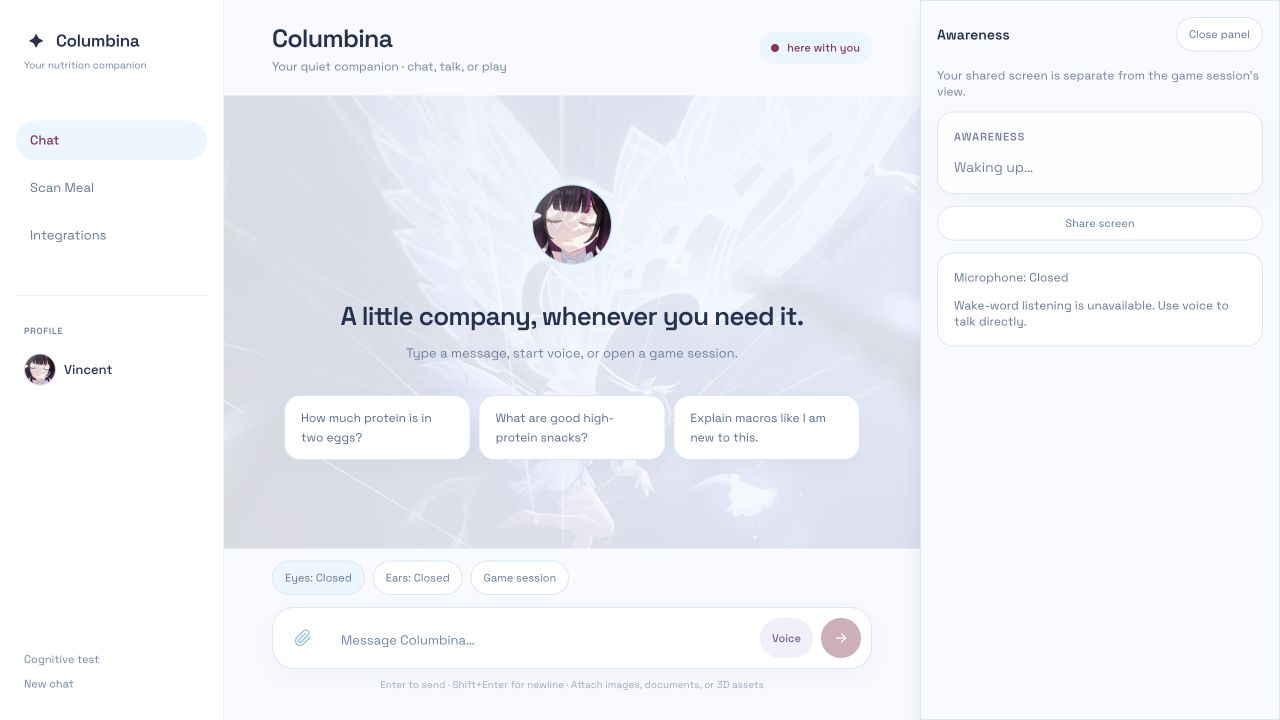 Columbina
Your nutrition companion
Chat
Scan Meal
Integrations
PROFILE
Vincent
Cognitive test
New chat
Columbina
Your quiet companion · chat, talk, or play
here with you
A little company, whenever you need it.
Type a message, start voice, or open a game session.
How much protein is in
two eggs?
What are good high-
protein snacks?
Explain macros like I am
new to this.
Eyes: Closed
Ears: Closed
Game session
Message Columbina...
Voice
Enter to send · Shift+Enter for newline · Attach images, documents, or 3D assets
Awareness
Close panel
Your shared screen is separate from the game session's
view.
AWARENESS
Waking up...
Share screen
Microphone: Closed
Wake-word listening is unavailable. Use voice to
talk directly.